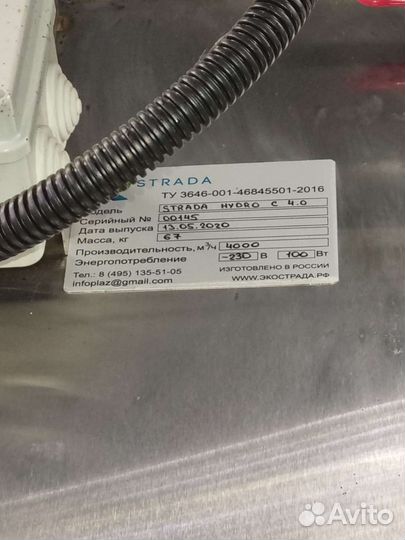 STRADA
ТУ 3646-001-46845501-2016
Модель STRADA HYDRO C 4.0
Серийный № 00145
Дата выпуска 13.05.2020
Масса, кг 67
Производительность, м³/ч 4000
Энергопотребление ~230 В 100 Вт
Тел.: 8 (495) 135-51-05 ИЗГОТОВЛЕНО В РОССИИ
infoplaz@gmail.com WWW.ЭКОСТРАДА.РФ
Avito